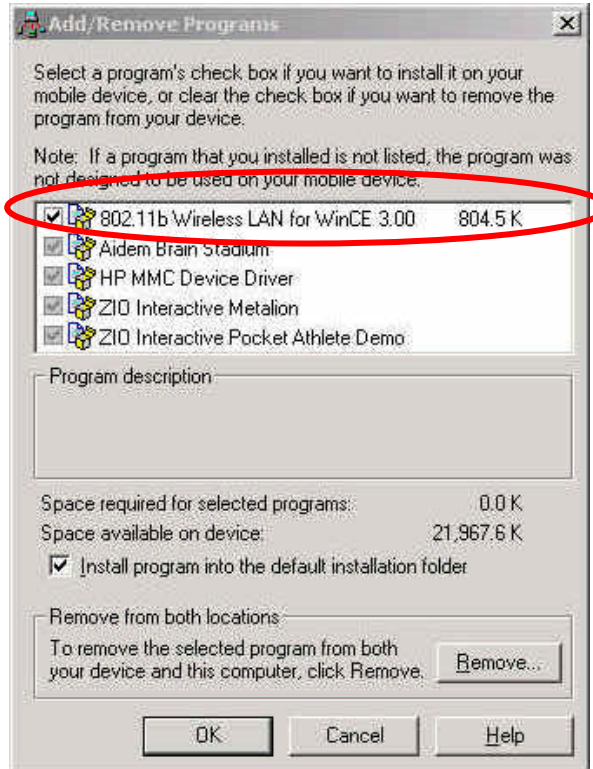 Add/Remove Programs
Select a program's check box if you want to install it on your
mobile device, or clear the check box if you want to remove the
program from your device.
Note: If a program that you installed is not listed, the program was
not designed to be used on your mobile device.
802.11b Wireless LAN for WinCE 3.00 804.5 K
Aidem Brain Stadium
HP MMC Device Driver
ZIO Interactive Metalion
ZIO Interactive Pocket Athlete Demo
Program description
Space required for selected programs: 0.0 K
Space available on device: 21,967.6 K
Install program into the default installation folder
Remove from both locations
To remove the selected program from both
your device and this computer, click Remove.
Remove...
OK Cancel Help